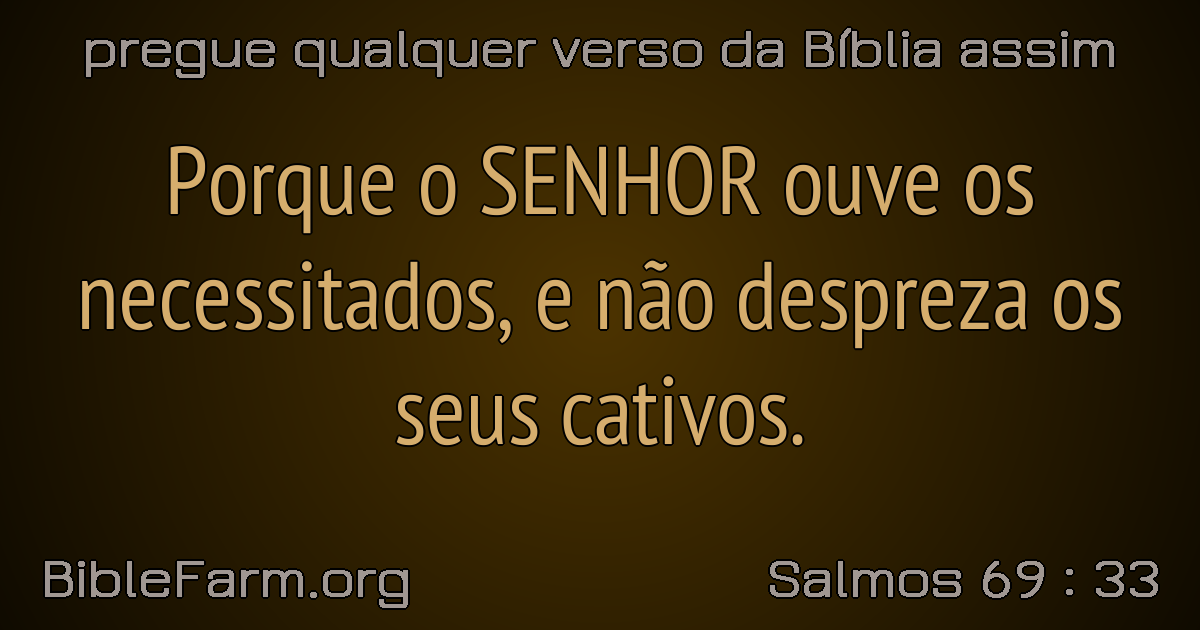 pregue qualquer verso da Bíblia assim
Porque o SENHOR ouve os
necessitados, e não despreza os
seus cativos.
BibleFarm.org
Salmos 69 : 33